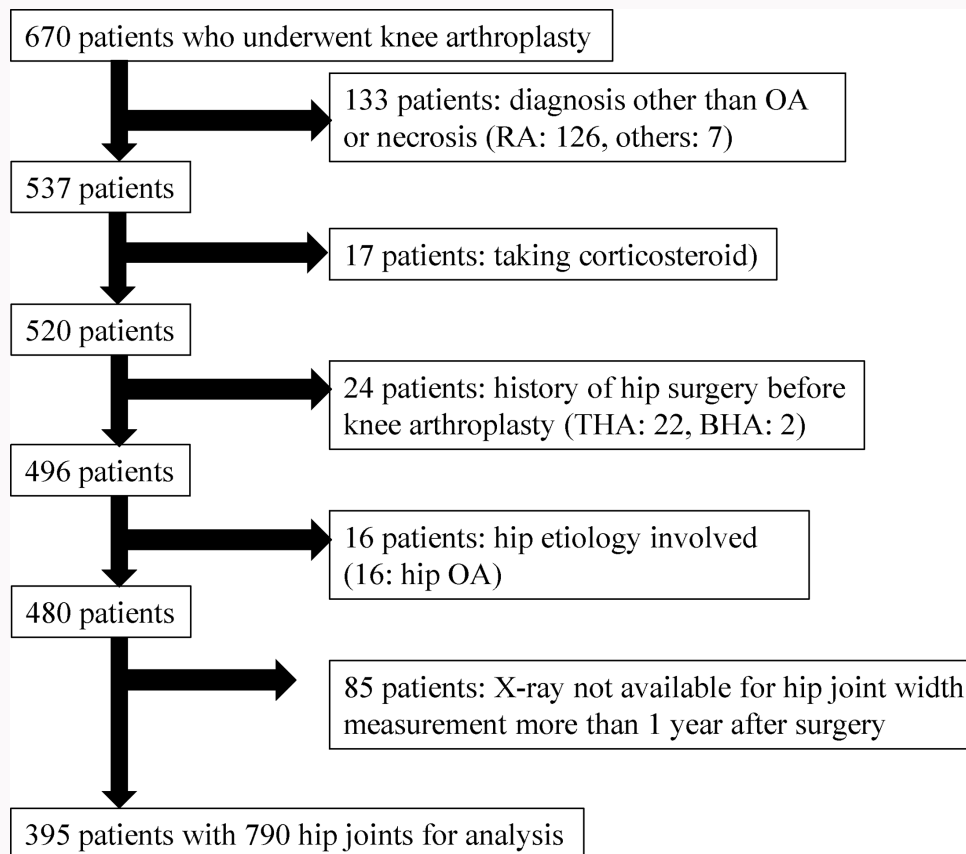 670 patients who underwent knee arthroplasty
133 patients: diagnosis other than OA
or necrosis (RA: 126, others: 7)
537 patients
17 patients: taking corticosteroid)
520 patients
24 patients: history of hip surgery before
knee arthroplasty (THA: 22, BHA: 2)
496 patients
16 patients: hip etiology involved
(16: hip OA)
480 patients
85 patients: X-ray not available for hip joint width
measurement more than 1 year after surgery
395 patients with 790 hip joints for analysis